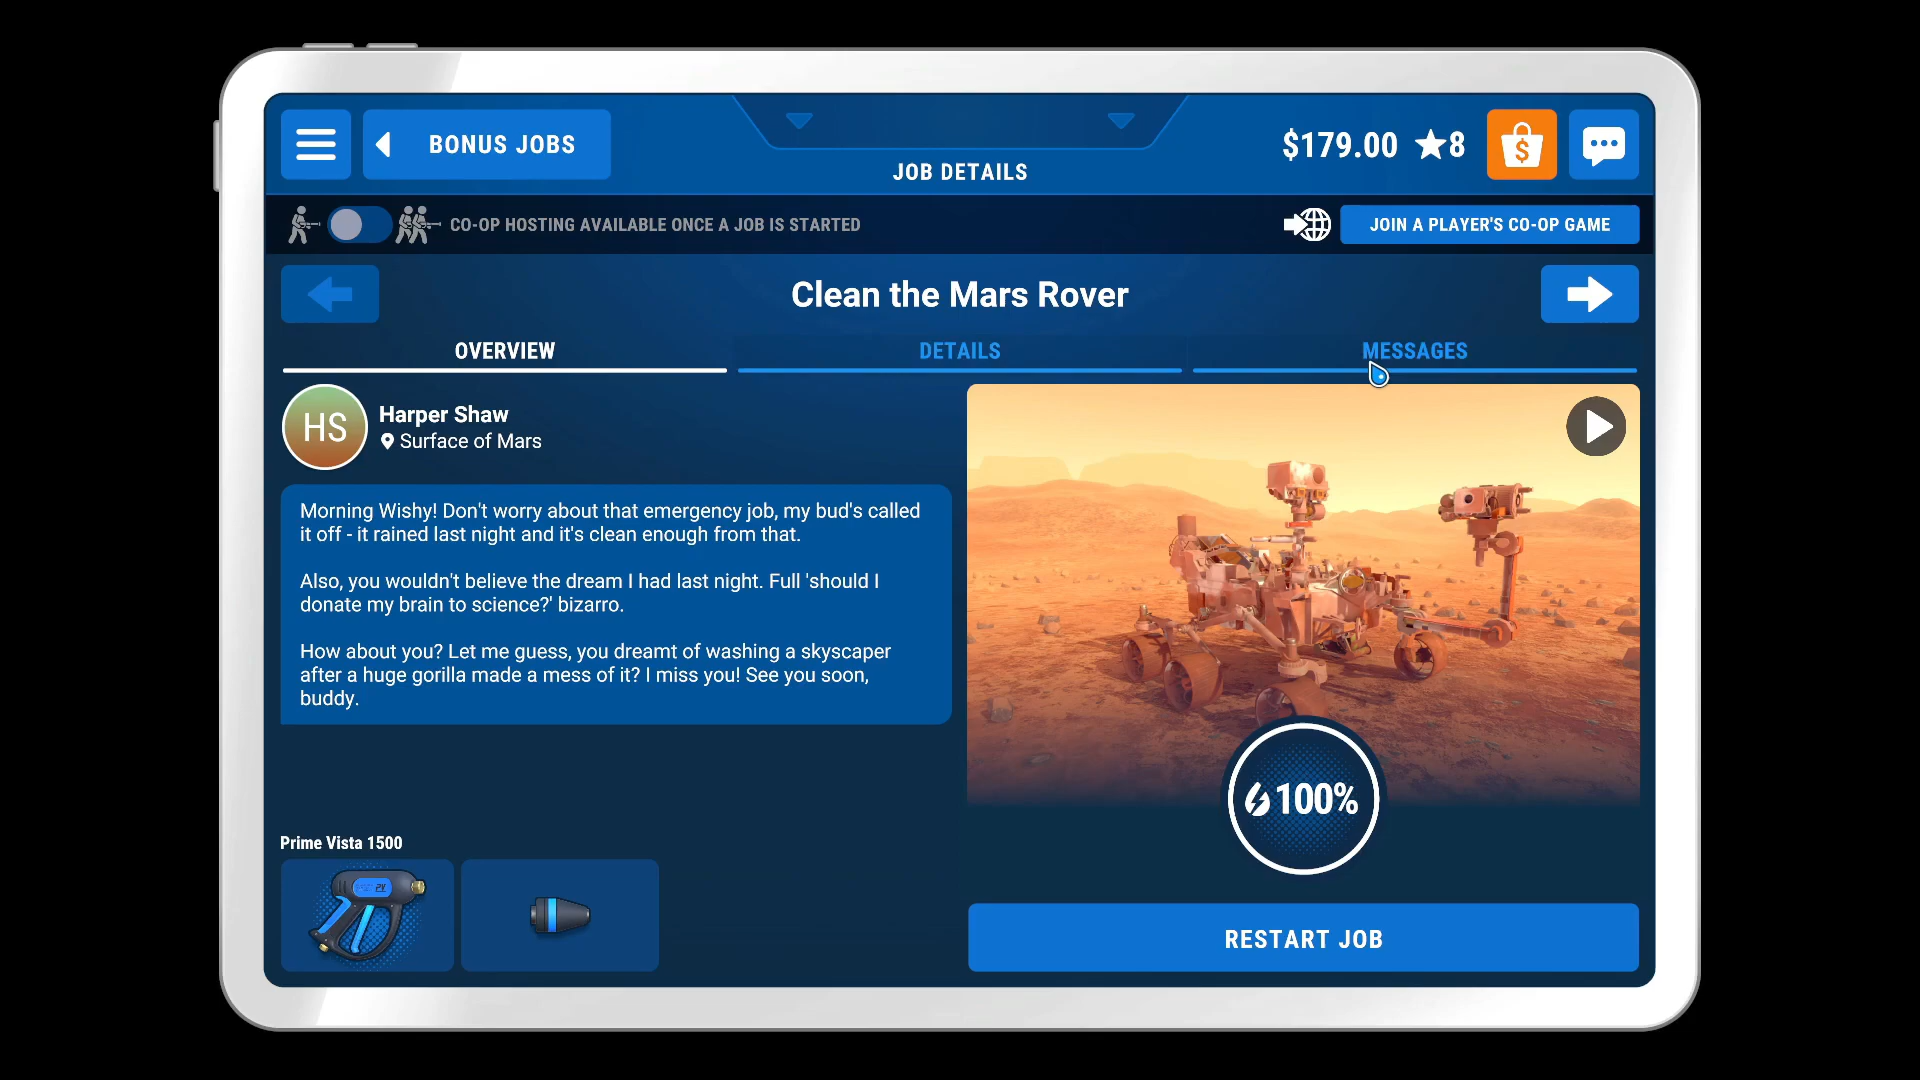 BONUS JOBS
JOB DETAILS
$179.00 ★8
CO-OP HOSTING AVAILABLE ONCE A JOB IS STARTED
JOIN A PLAYER'S CO-OP GAME
Clean the Mars Rover
OVERVIEW
DETAILS
MESSAGES
HS
Harper Shaw
Surface of Mars
Morning Wishy! Don't worry about that emergency job, my bud's called
it off - it rained last night and it's clean enough from that.
Also, you wouldn't believe the dream I had last night. Full 'should I
donate my brain to science?' bizarro.
How about you? Let me guess, you dreamt of washing a skyscaper
after a huge gorilla made a mess of it? I miss you! See you soon,
buddy.
100%
Prime Vista 1500
PV
RESTART JOB